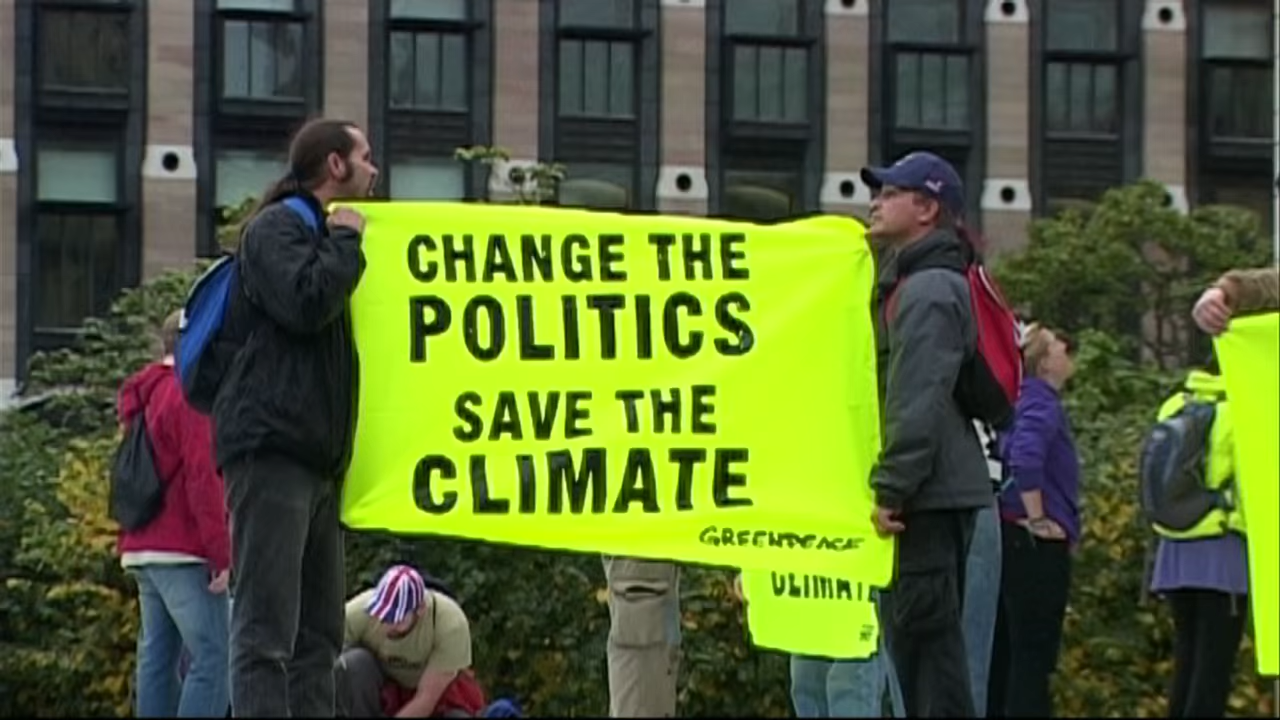 CHANGE THE
POLITICS
SAVE THE
CLIMATE
GREENPEACE
CLIMATE